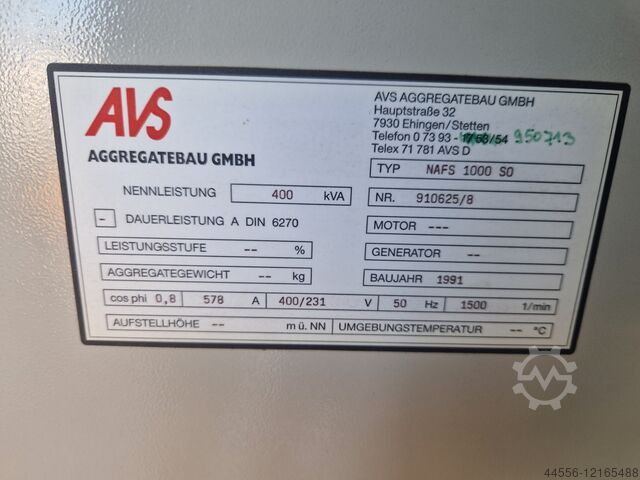 AVS
AGGREGATEBAU GMBH
AVS AGGREGATEBAU GMBH
Hauptstraße 32
7930 Ehingen/Stetten
Telefon 0 73 93 - 950713
Telex 71 781 AVS D
TYP NAFS 1000 SO
NENNLEISTUNG 400 kVA
NR. 910625/8
- DAUERLEISTUNG A DIN 6270
MOTOR ---
LEISTUNGSSTUFE -- %
GENERATOR --
AGGREGATEGEWICHT -- kg
BAUJAHR 1991
cos phi 0,8 578 A 400/231 V 50 Hz 1500 1/min
AUFSTELLHÖHE -- m ü. NN UMGEBUNGSTEMPERATUR -- °C
44556-12165488